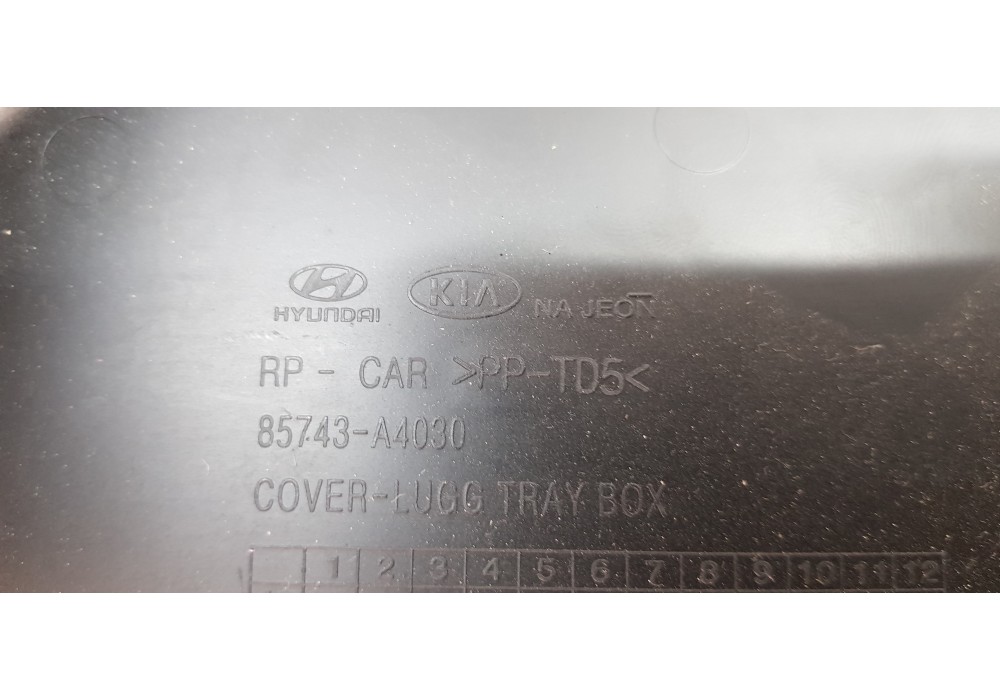 HYUNDAI KIA NA JEON
RP - CAR >PP-TD5<
85743-A4030
COVER-LUGG TRAY BOX
1 2 3 4 5 6 7 8 9 10 11 12